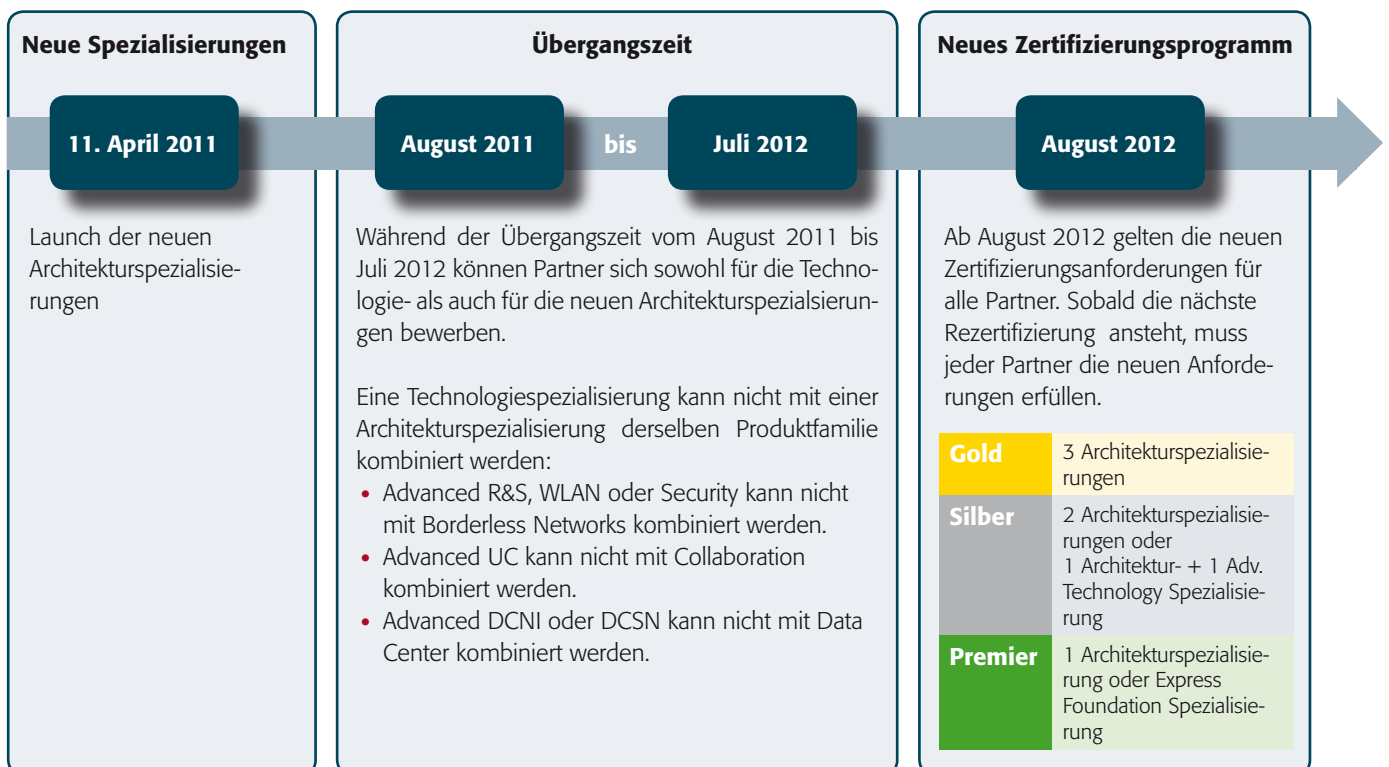 Neue Spezialisierungen
11. April 2011
Launch der neuen
Architekturspezialisie-
rungen
Übergangszeit
August 2011 bis Juli 2012
Während der Übergangszeit vom August 2011 bis
Juli 2012 können Partner sich sowohl für die Techno-
logie- als auch für die neuen Architekturspezialsierun-
gen bewerben.
Eine Technologiespezialisierung kann nicht mit einer
Architekturspezialisierung derselben Produktfamilie
kombiniert werden:
• Advanced R&S, WLAN oder Security kann nicht
mit Borderless Networks kombiniert werden.
• Advanced UC kann nicht mit Collaboration
kombiniert werden.
• Advanced DCNI oder DCSN kann nicht mit Data
Center kombiniert werden.
Neues Zertifizierungsprogramm
August 2012
Ab August 2012 gelten die neuen
Zertifizierungsanforderungen für
alle Partner. Sobald die nächste
Rezertifizierung ansteht, muss
jeder Partner die neuen Anforde-
rungen erfüllen.
Gold
3 Architekturspezialisie-
rungen
Silber
2 Architekturspezialisie-
rungen oder
1 Architektur- + 1 Adv.
Technology Spezialisie-
rung
Premier
1 Architekturspezialisie-
rung oder Express
Foundation Spezialisie-
rung